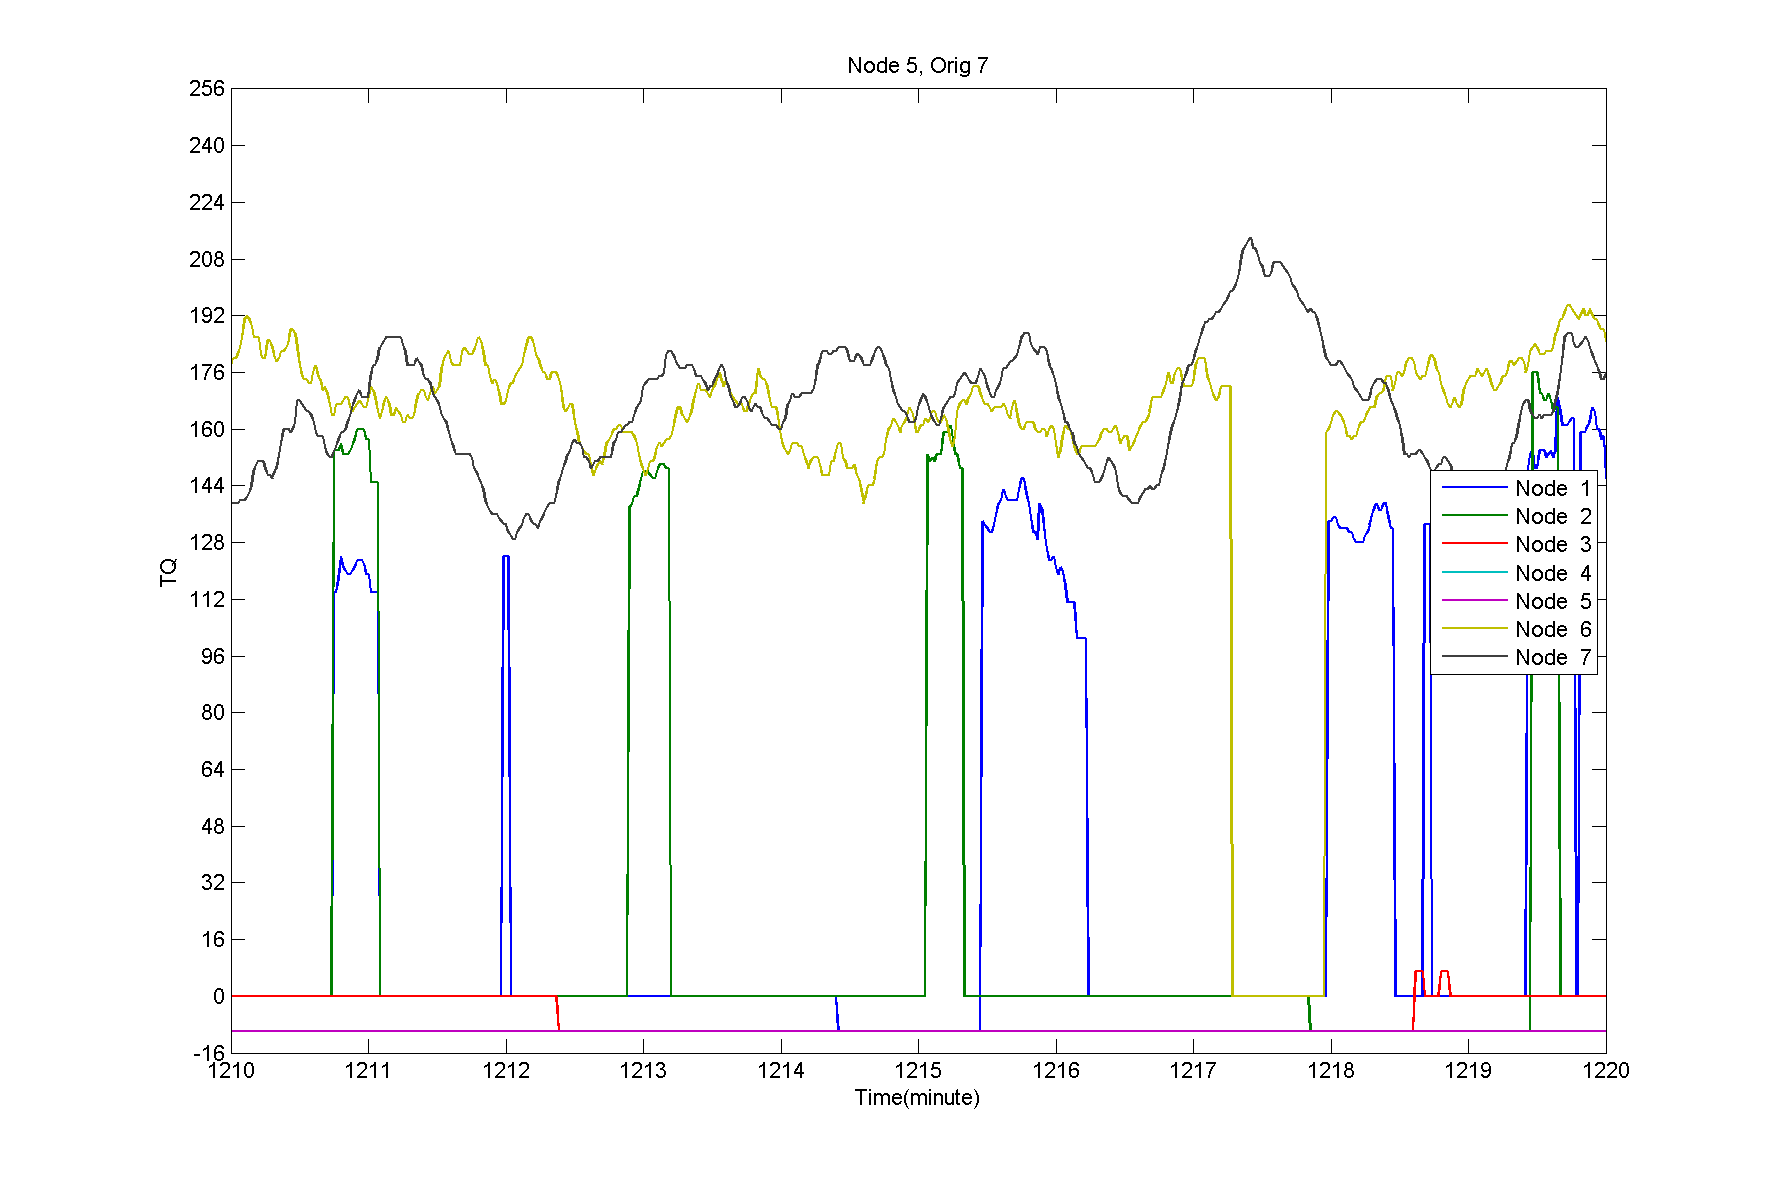 Node 5, Orig 7
256
240
224
208
192
176
160
144
128
112
96
80
64
48
32
16
0
-16
TQ
Node 1
Node 2
Node 3
Node 4
Node 5
Node 6
Node 7
1210 1211 1212 1213 1214 1215 1216 1217 1218 1219 1220
Time(minute)